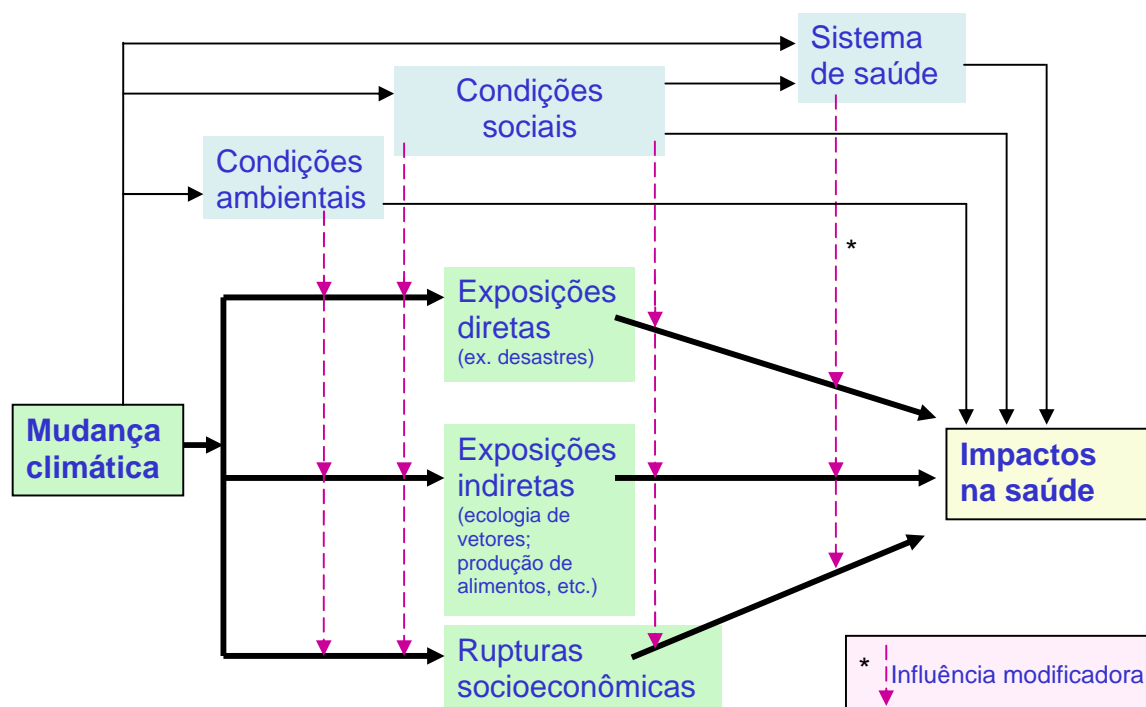 Sistema
de saúde
Condições
sociais
Condições
ambientais
*
Exposições
diretas
(ex. desastres)
Mudança
climática
Exposições
indiretas
(ecologia de
vetores;
produção de
alimentos, etc.)
Impactos
na saúde
Rupturas
socioeconômicas
* Influência modificadora